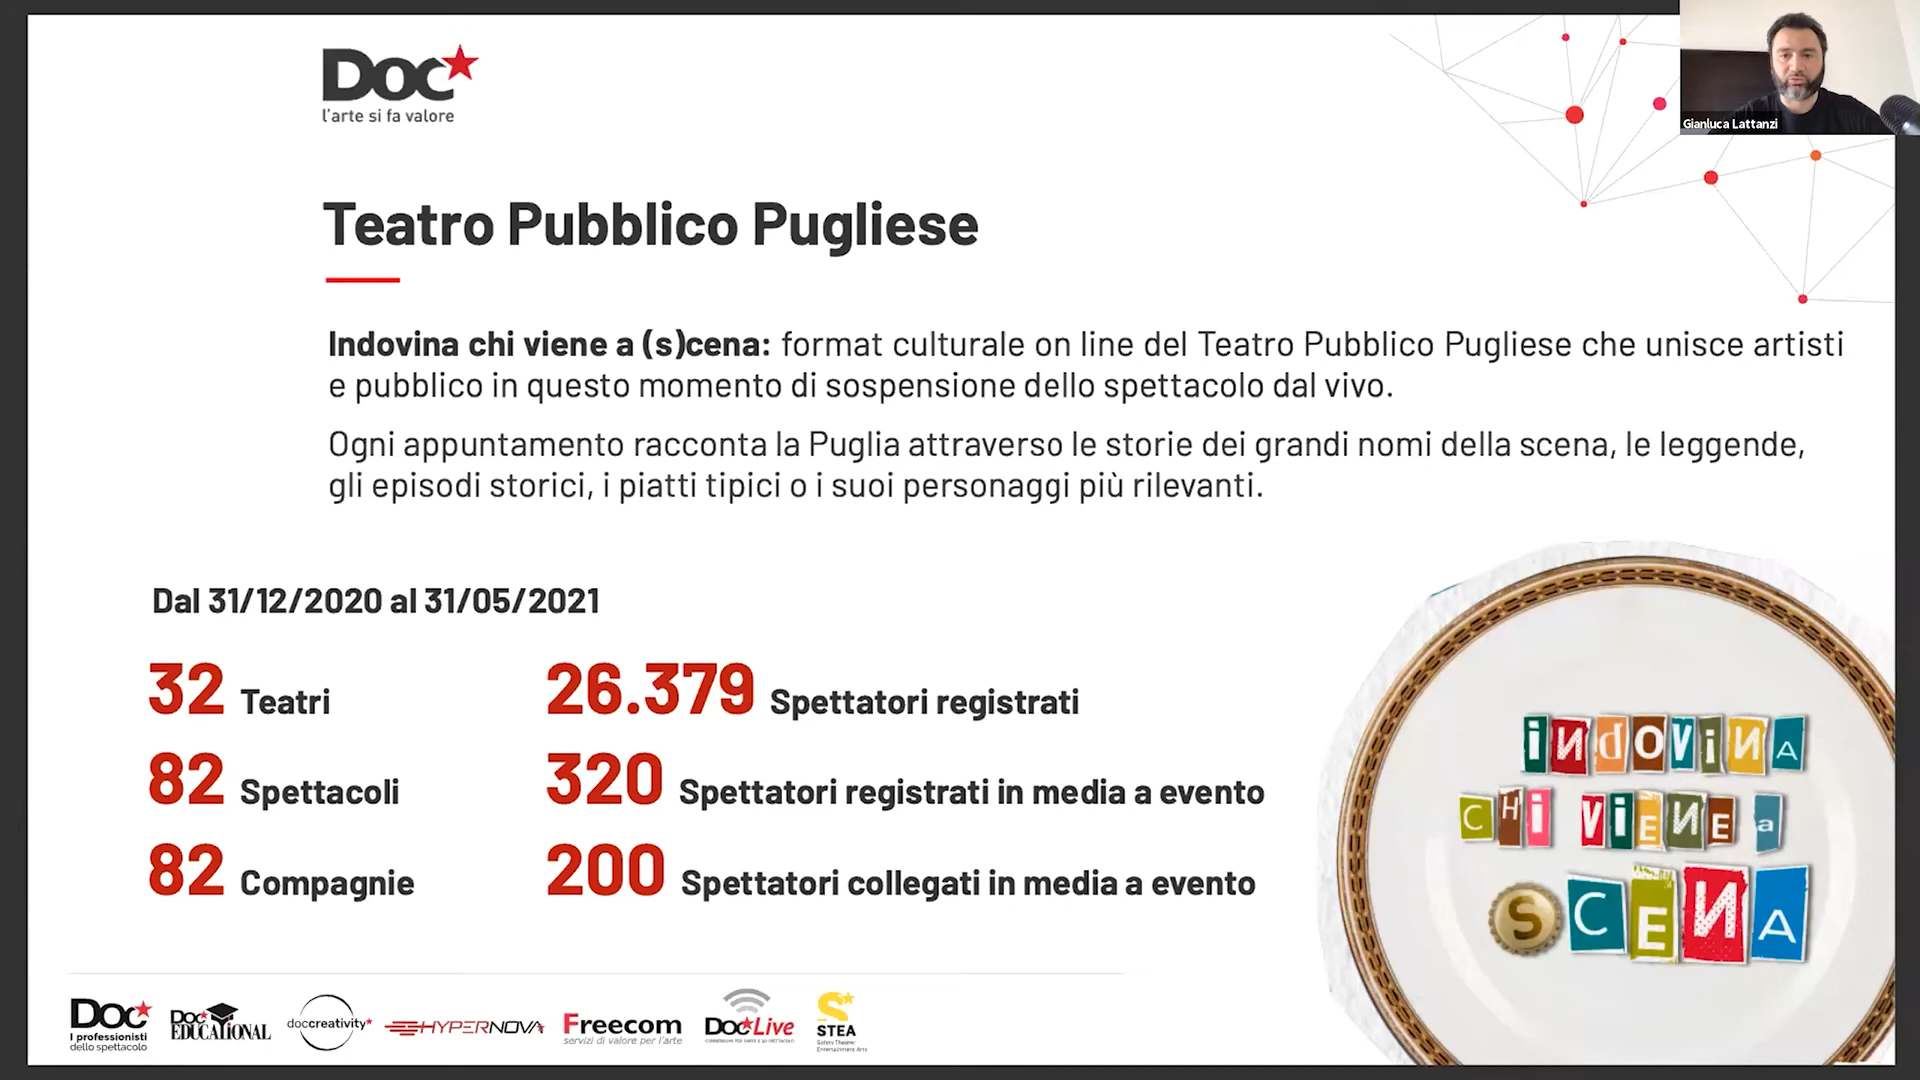 Doc
l'arte si fa valore
Gianluca Lattanzi
Teatro Pubblico Pugliese
Indovina chi viene a (s)cena: format culturale on line del Teatro Pubblico Pugliese che unisce artisti
e pubblico in questo momento di sospensione dello spettacolo dal vivo.
Ogni appuntamento racconta la Puglia attraverso le storie dei grandi nomi della scena, le leggende,
gli episodi storici, i piatti tipici o i suoi personaggi più rilevanti.
Dal 31/12/2020 al 31/05/2021
32 Teatri
82 Spettacoli
82 Compagnie
26.379 Spettatori registrati
320 Spettatori registrati in media a evento
200 Spettatori collegati in media a evento
INDOVINA
CHI VIENE a
SCENA
Doc
I professionisti
dello spettacolo
Doc
EDUCATIONAL
doccreativity
HYPERNOVA
Freecom
servizi di valore per l'arte
Doc Live
STEA
Safety Theatre
Entertainment Arts